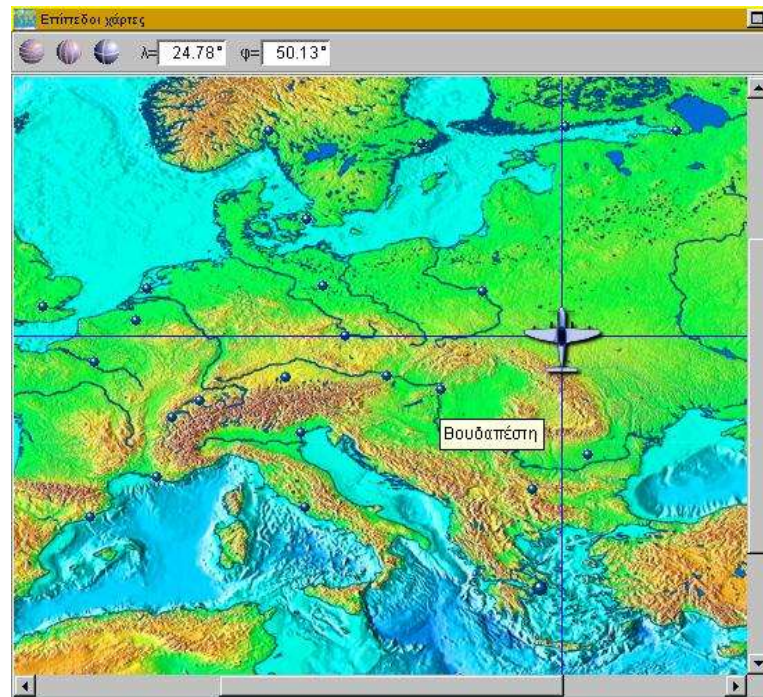 Επίπεδοι χάρτες
λ= 24.78° φ= 50.13°
Βουδαπέστη